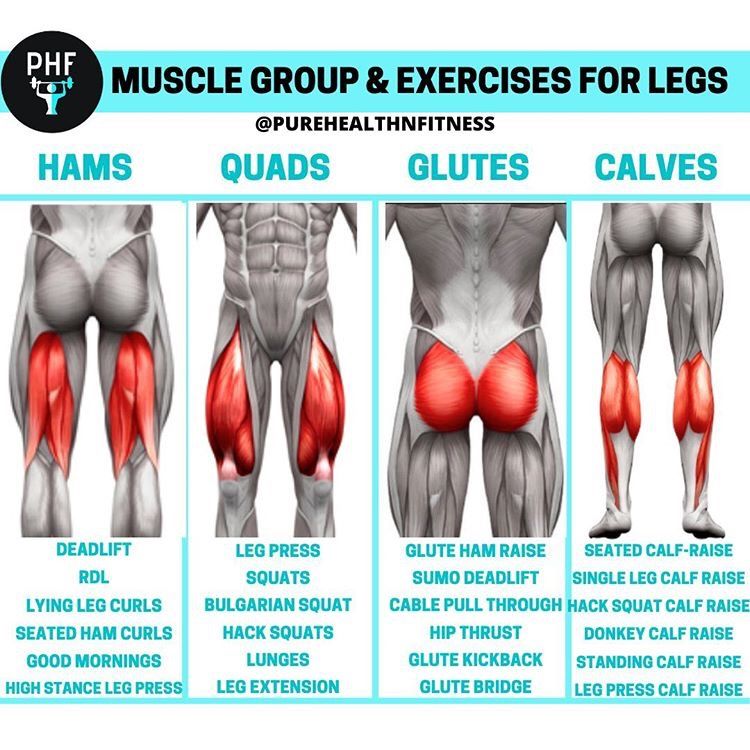 PHF
MUSCLE GROUP & EXERCISES FOR LEGS
@PUREHEALTHNFITNESS
HAMS
QUADS
GLUTES
CALVES
DEADLIFT
RDL
LYING LEG CURLS
SEATED HAM CURLS
GOOD MORNINGS
HIGH STANCE LEG PRESS
LEG PRESS
SQUATS
BULGARIAN SQUAT
HACK SQUATS
LUNGES
LEG EXTENSION
GLUTE HAM RAISE
SUMO DEADLIFT
CABLE PULL THROUGH
HIP THRUST
GLUTE KICKBACK
GLUTE BRIDGE
SEATED CALF-RAISE
SINGLE LEG CALF RAISE
HACK SQUAT CALF RAISE
DONKEY CALF RAISE
STANDING CALF RAISE
LEG PRESS CALF RAISE